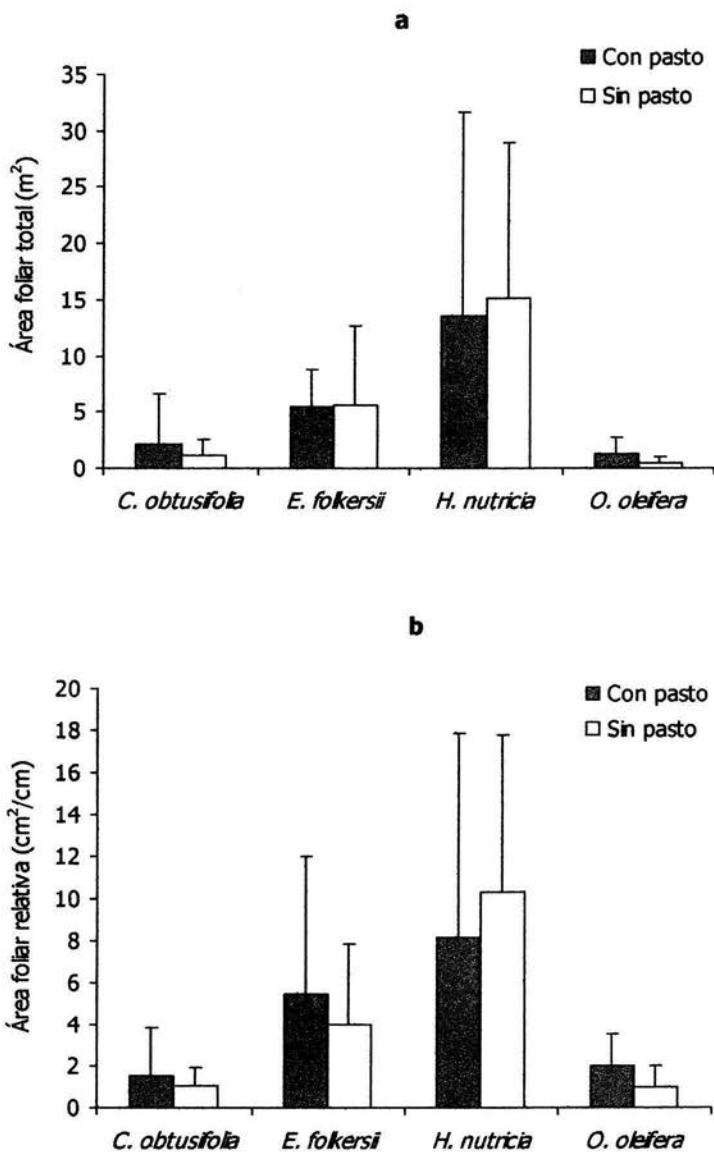 a
Con pasto
Sin pasto
Área foliar total (m²)
35
30
25
20
15
10
5
0
C. obtusifolia E. folkersii H. nutricia O. oleifera
b
Con pasto
Sin pasto
Área foliar relativa (cm²/cm)
20
18
16
14
12
10
8
6
4
2
0
C. obtusifolia E. folkersii H. nutricia O. oleifera